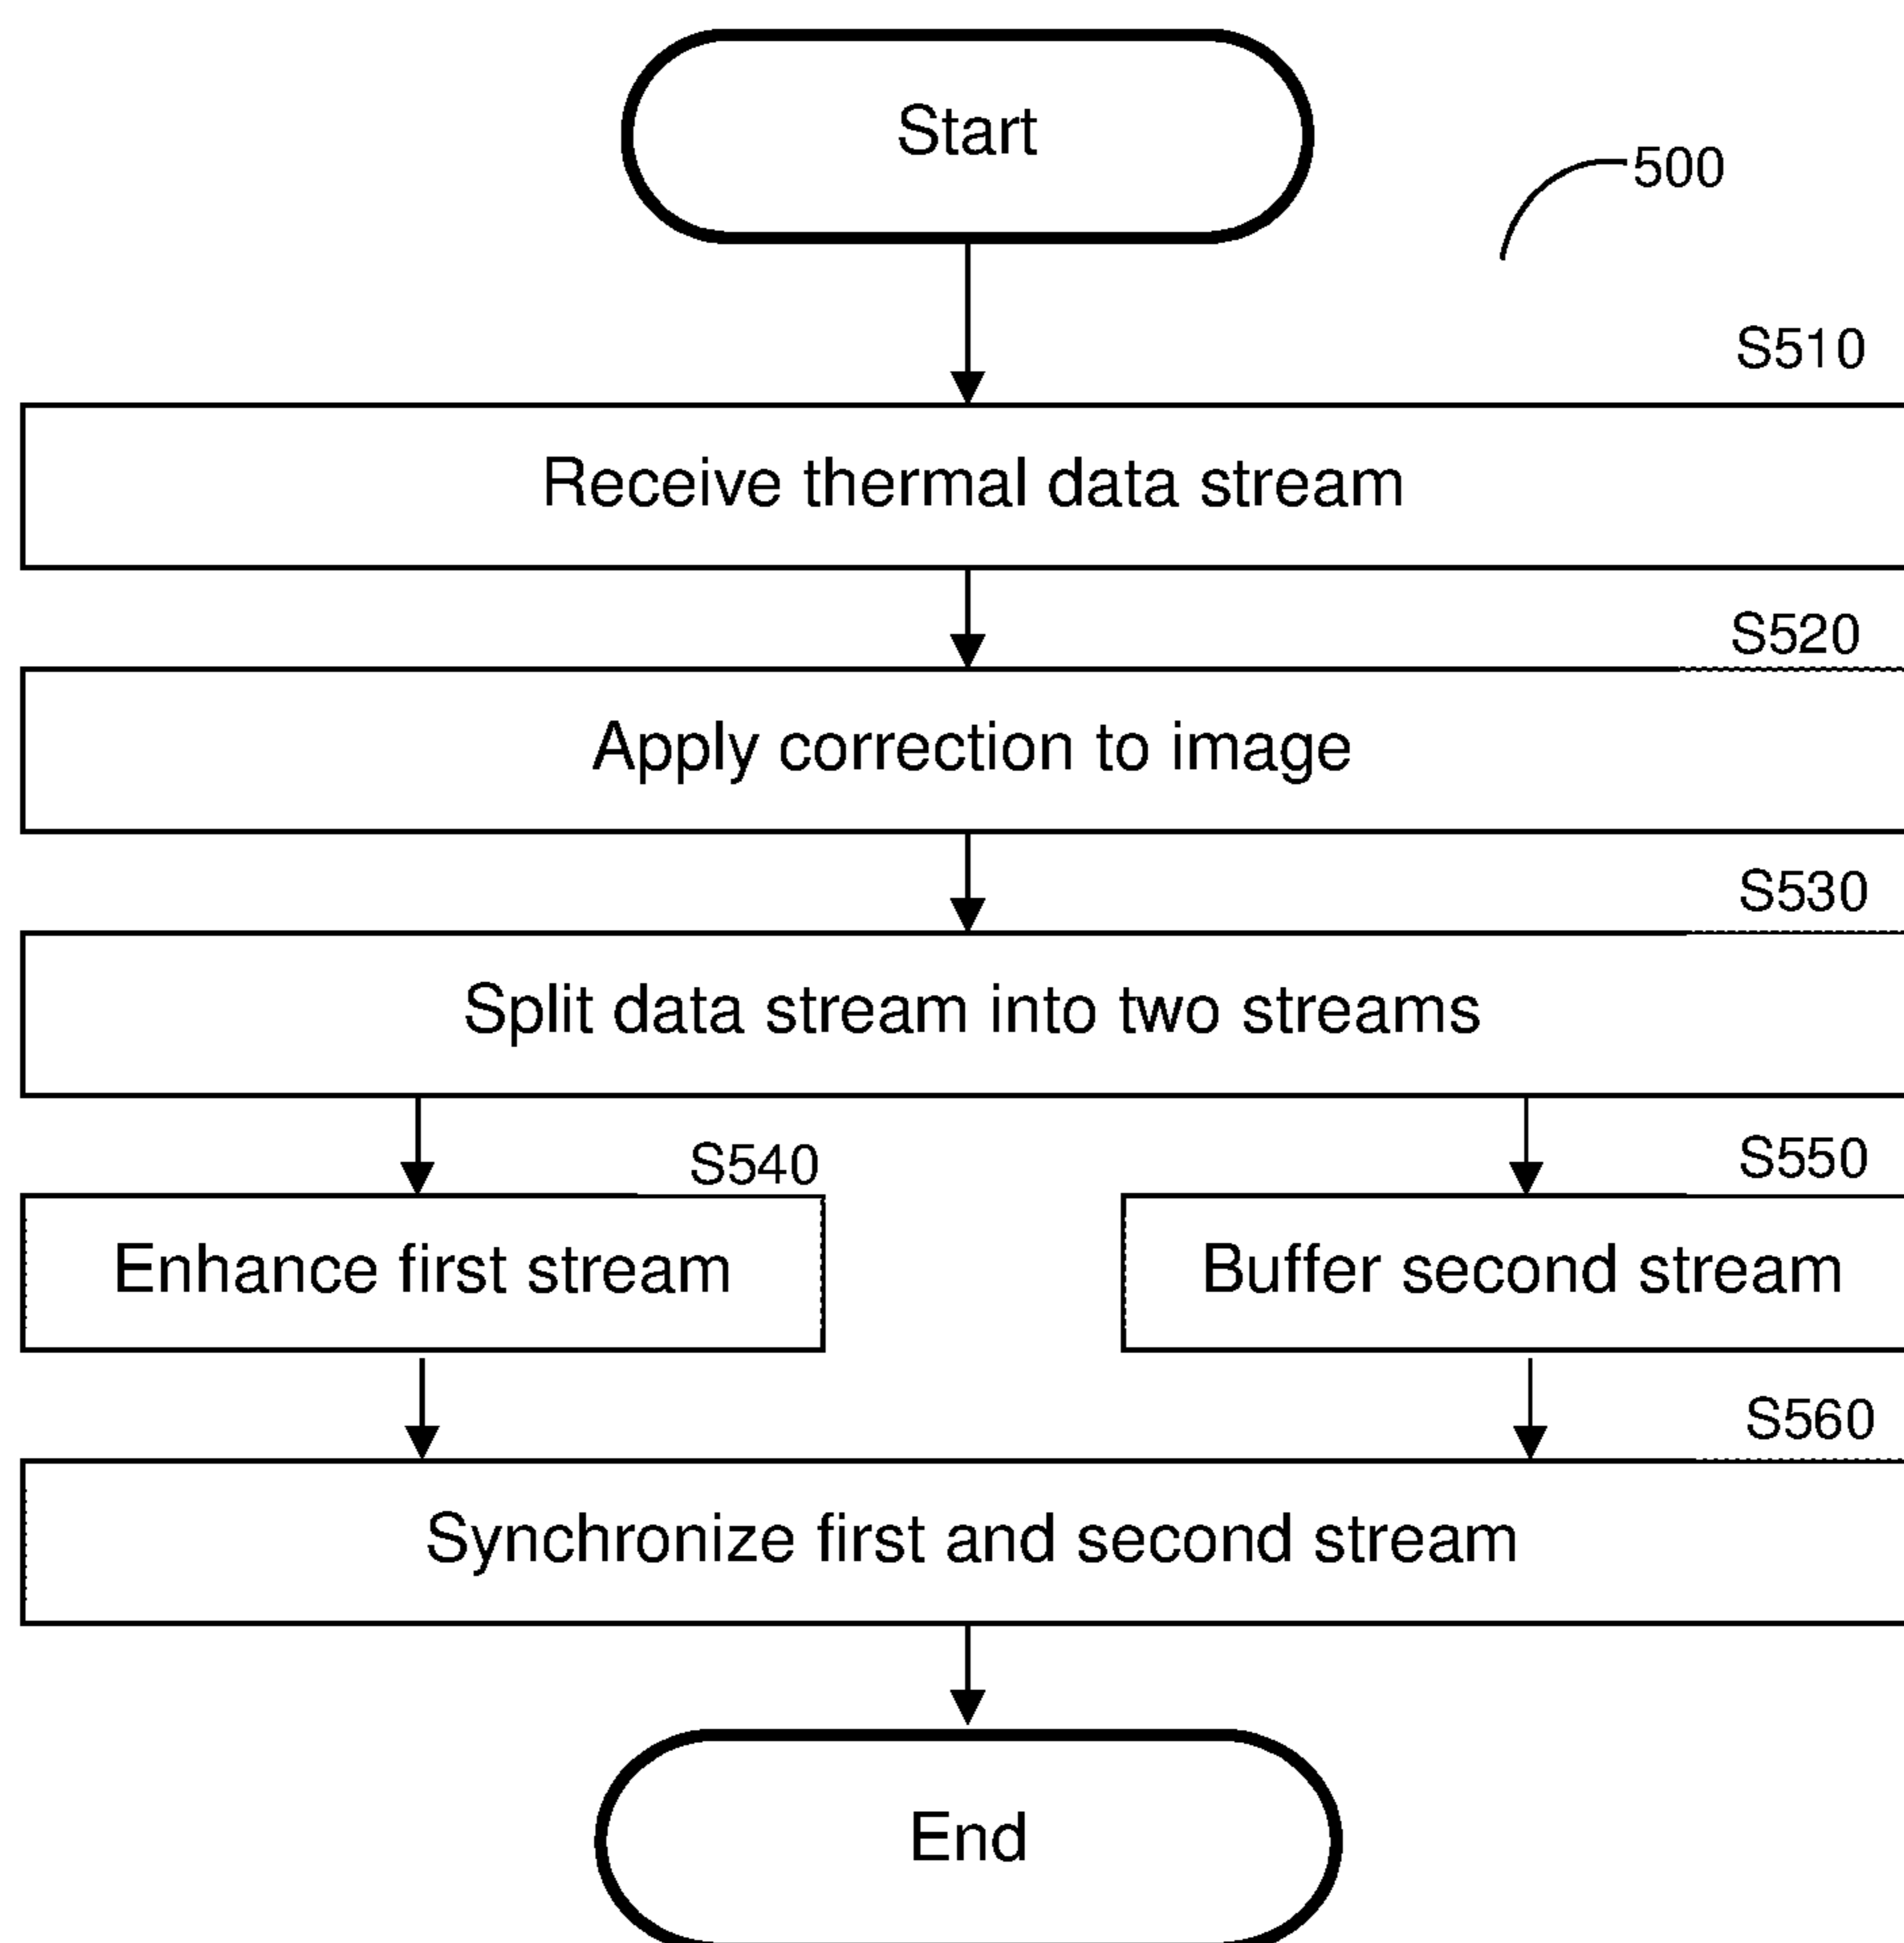 Start
500
S510
Receive thermal data stream
S520
Apply correction to image
S530
Split data stream into two streams
S540
S550
Enhance first stream
Buffer second stream
S560
Synchronize first and second stream
End